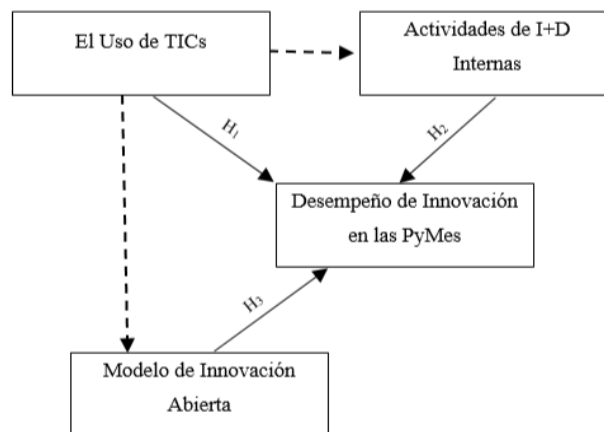 El Uso de TICs
Actividades de I+D
Internas
H₁
H₂
Desempeño de Innovación
en las PyMes
H₃
Modelo de Innovación
Abierta